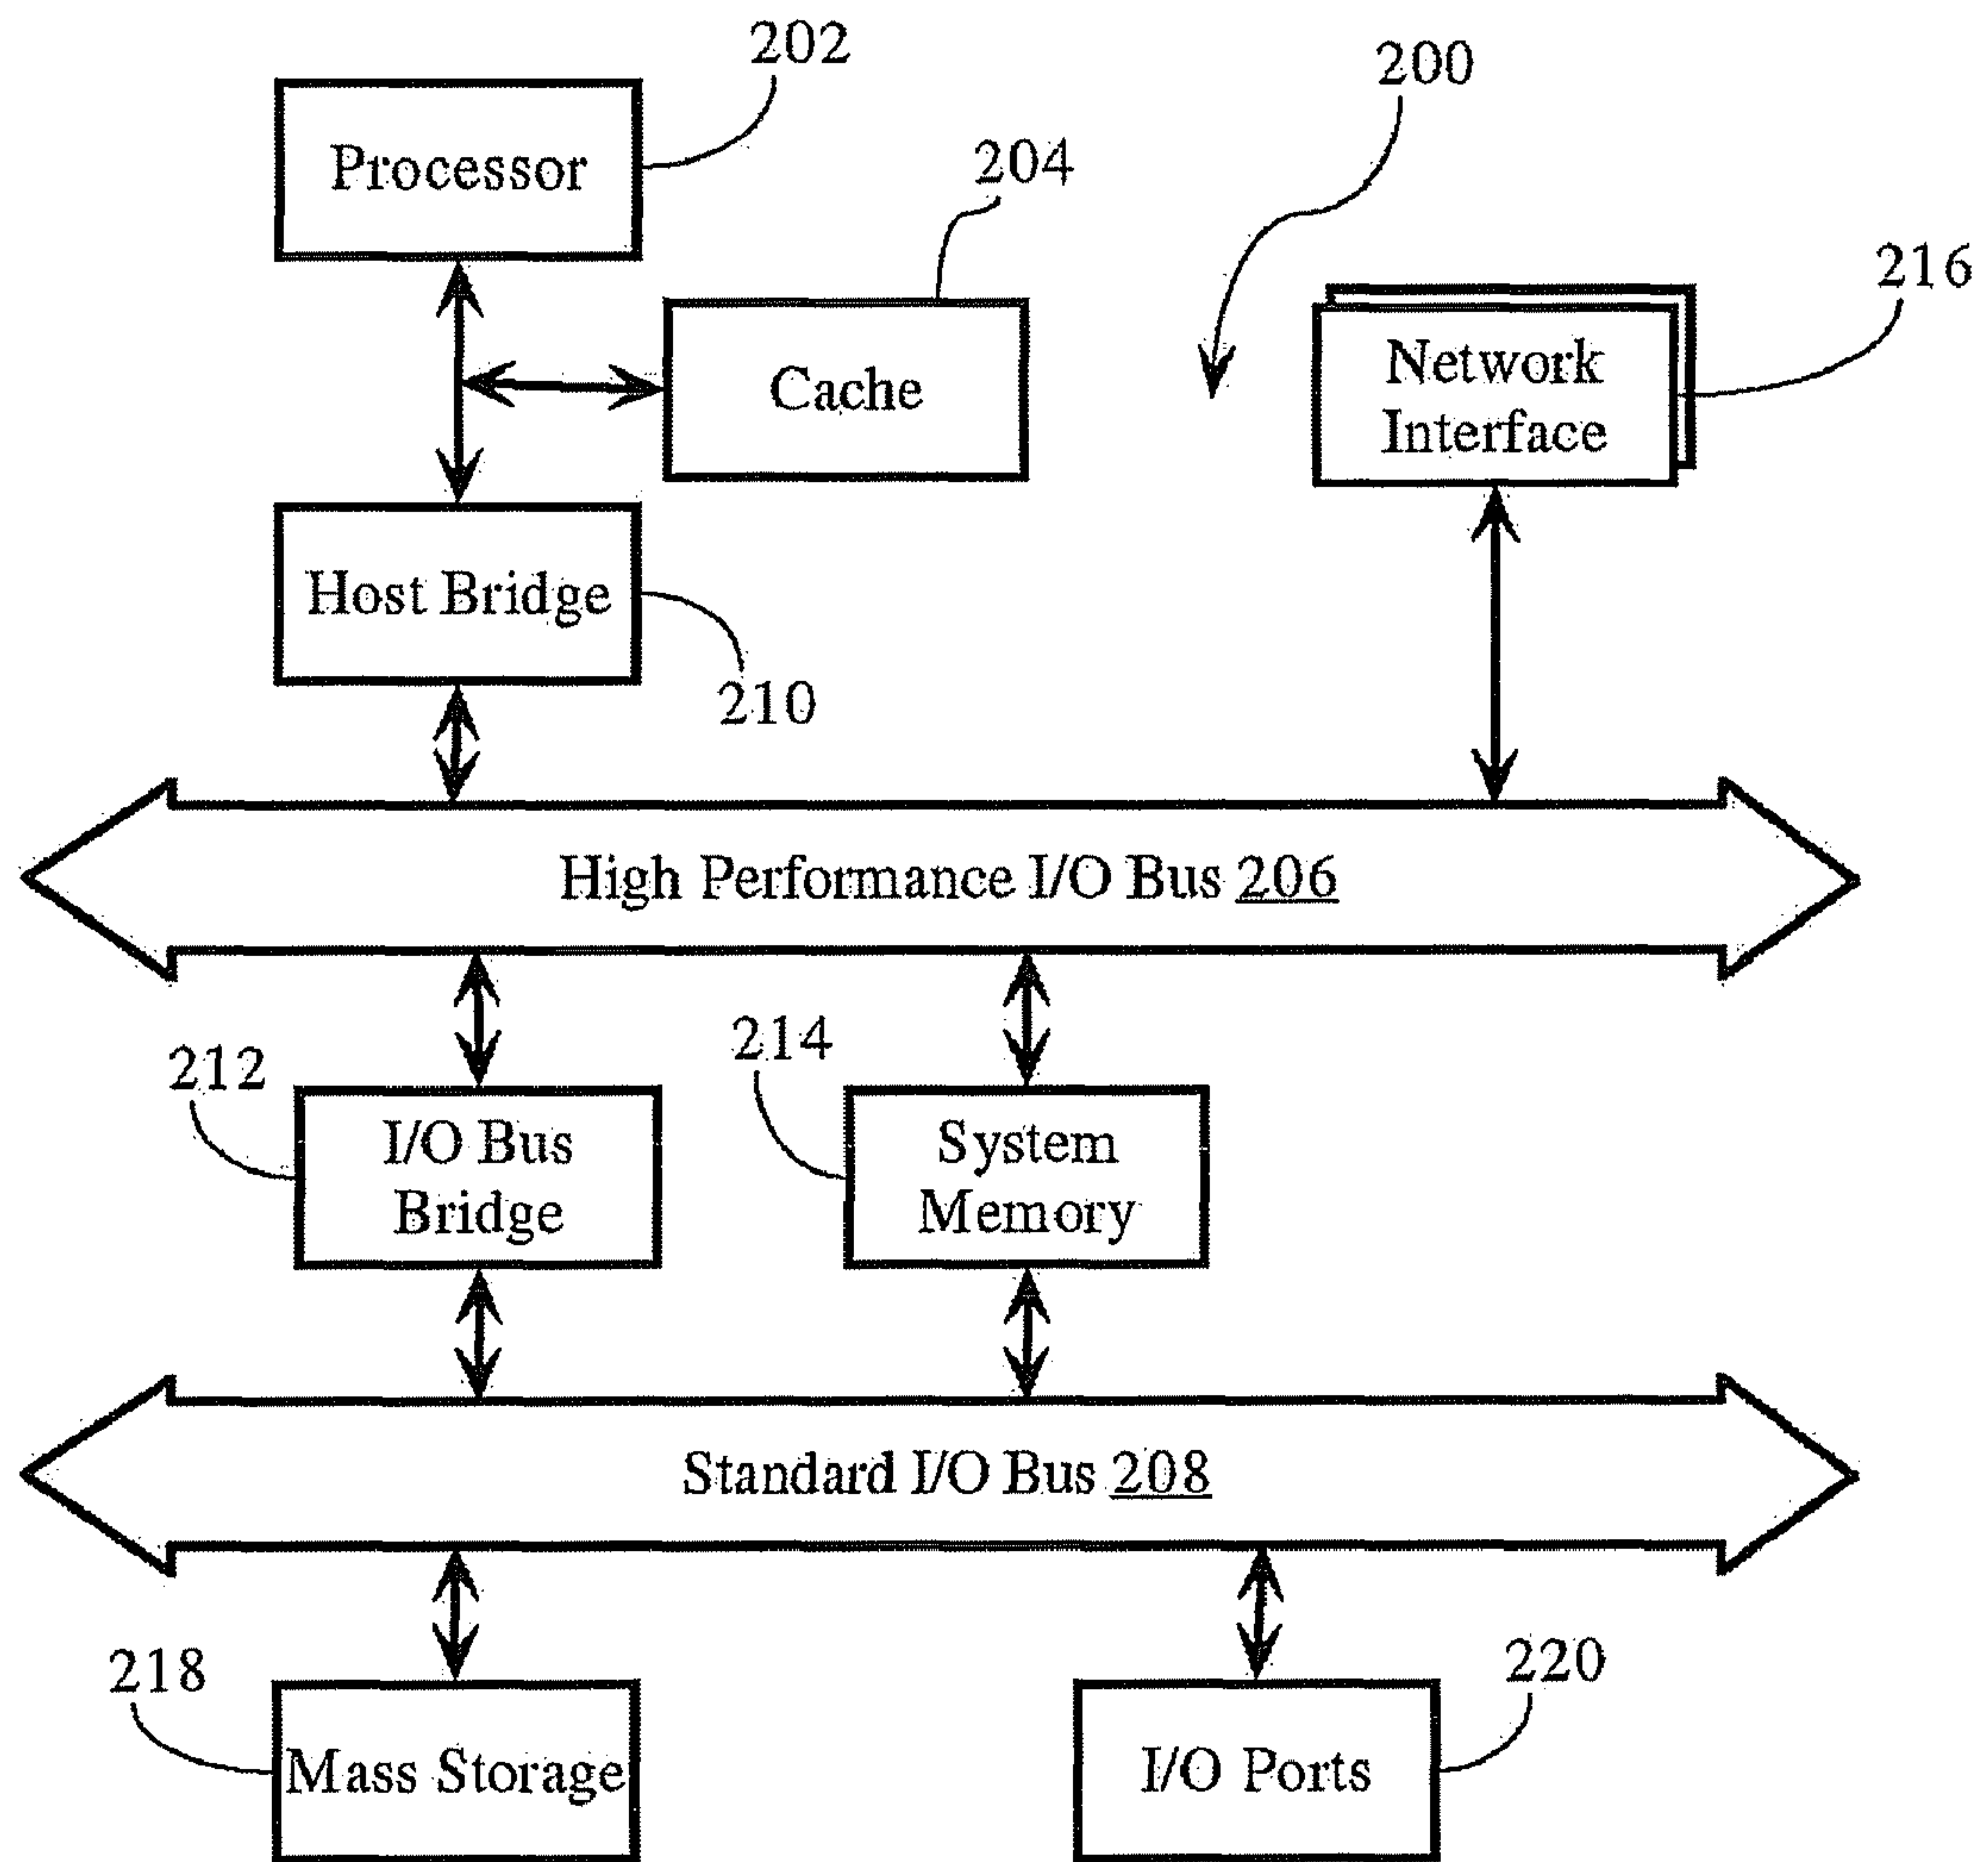 202
200
Processor
204
216
Network
Interface
Cache
Host Bridge
210
High Performance I/O Bus 206
212
214
I/O Bus
Bridge
System
Memory
Standard I/O Bus 208
218
220
Mass Storage
I/O Ports